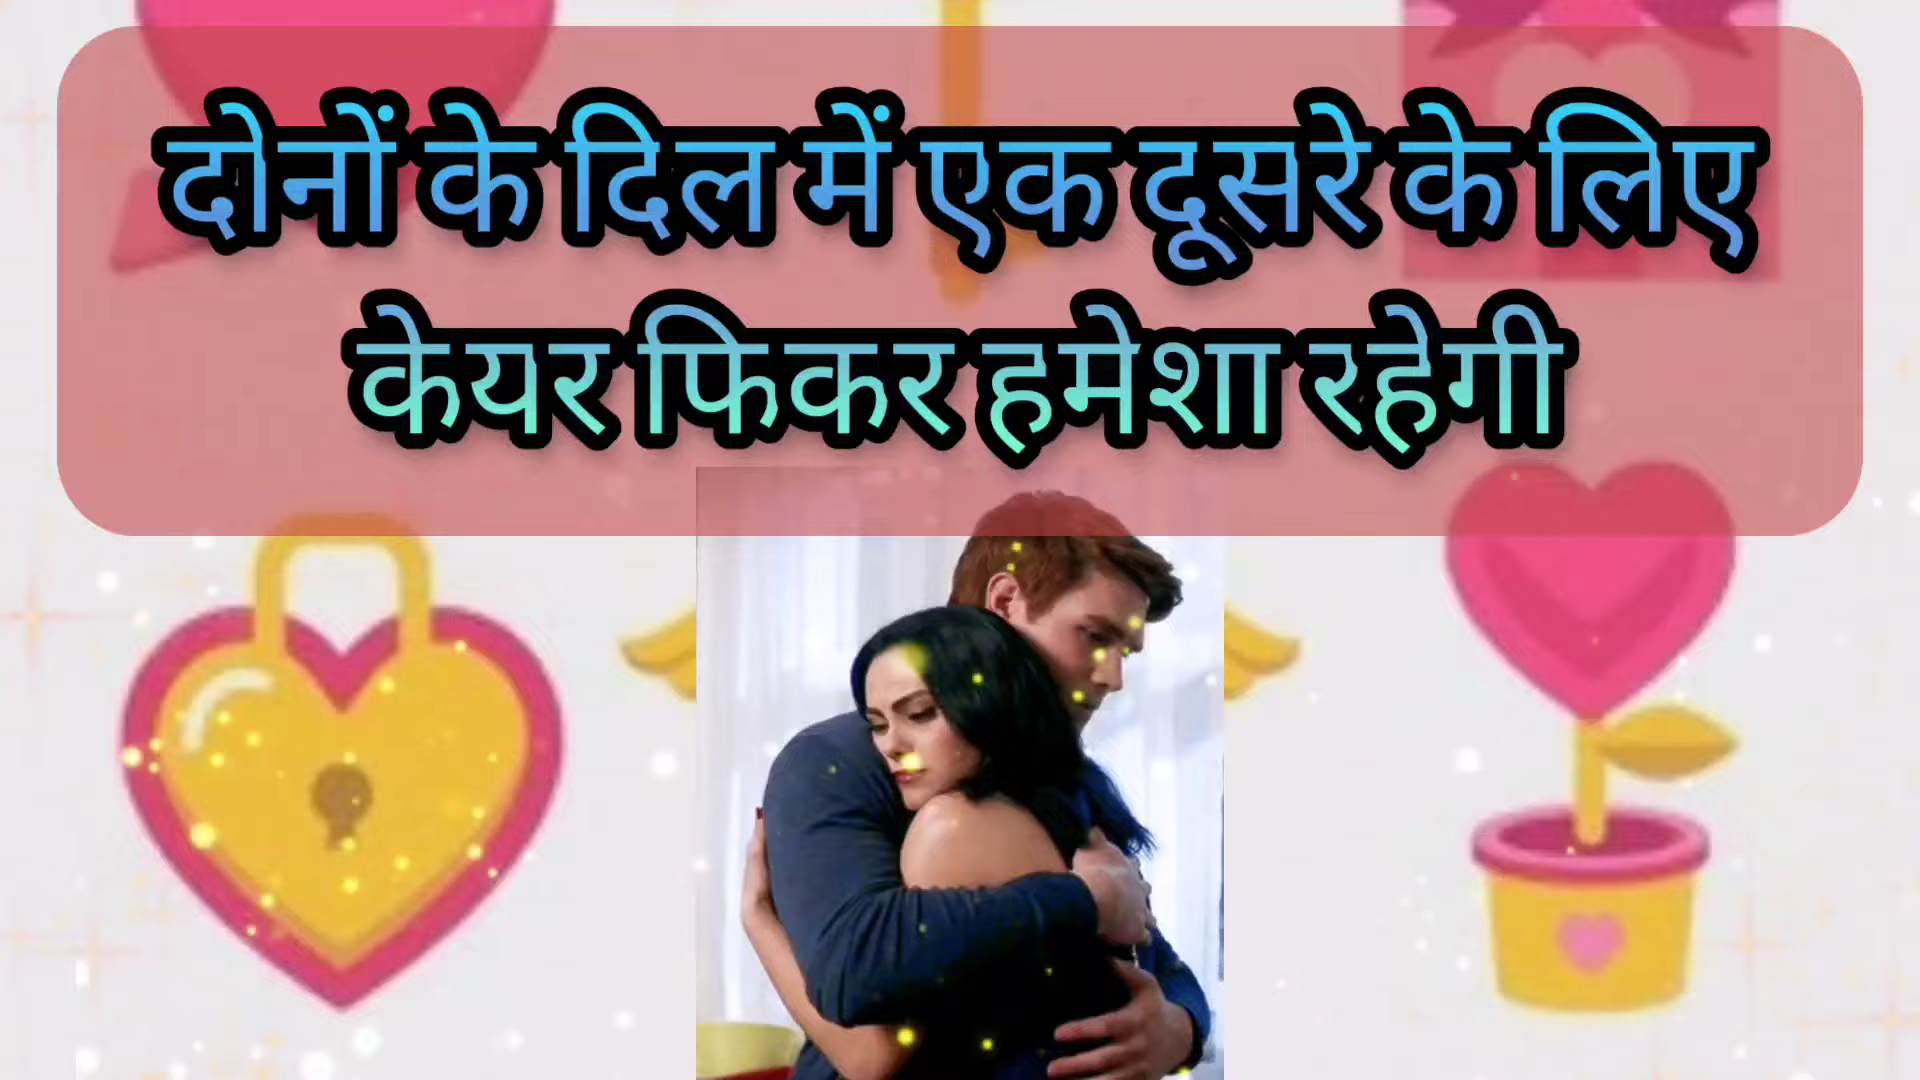 दोनों के दिल में एक दूसरे के लिए
केयर फिकर हमेशा रहेगी